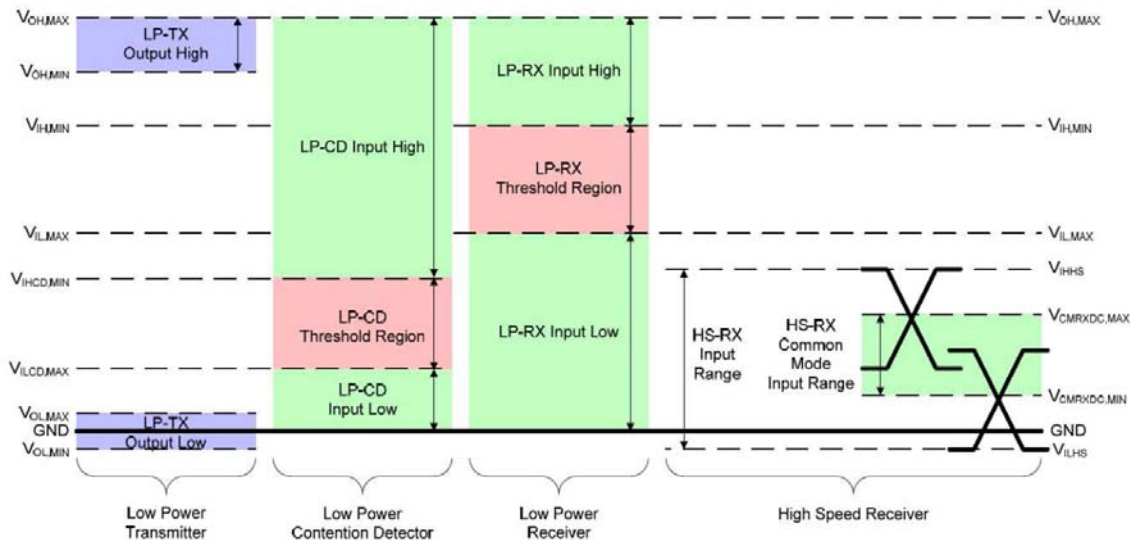 VOH,MAX
LP-TX
Output High
VOH,MIN
VIH,MIN
VIL,MAX
VIHCD,MIN
VILCD,MAX
VOL,MAX
GND
VOL,MIN
LP-TX
Output Low
LP-CD Input High
LP-CD
Threshold Region
LP-CD
Input Low
LP-RX Input High
LP-RX
Threshold Region
LP-RX Input Low
HS-RX
Input
Range
HS-RX
Common
Mode
Input Range
VOH,MAX
VIH,MIN
VIL,MAX
VIHHS
VCMRXDC,MAX
VCMRXDC,MIN
GND
VILHS
Low Power
Transmitter
Low Power
Contention Detector
Low Power
Receiver
High Speed Receiver